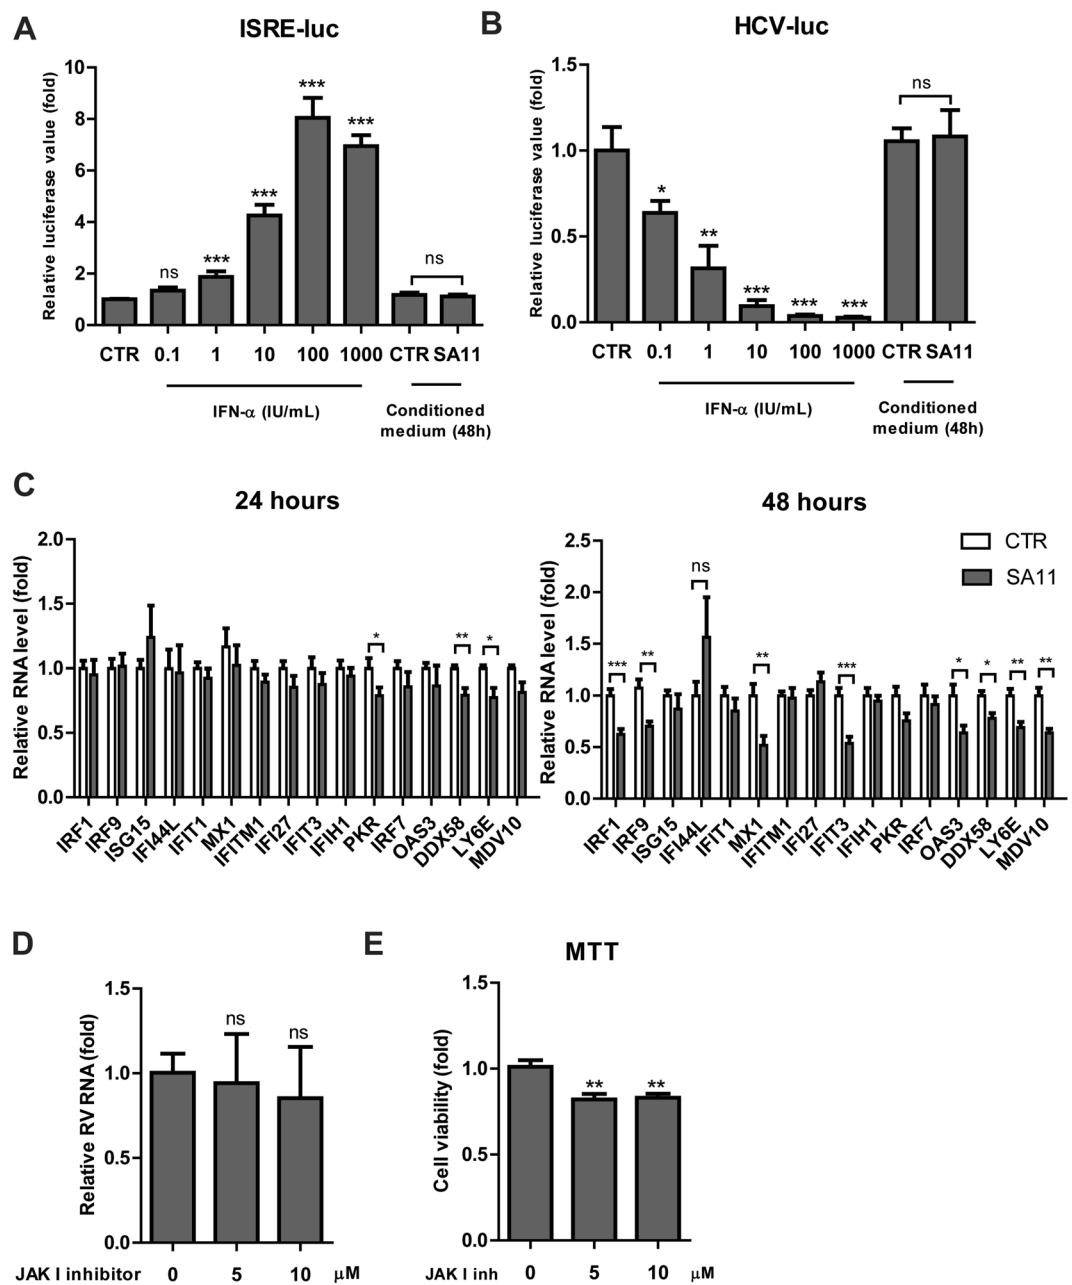 A
ISRE-luc
Relative luciferase value (fold)
10
8
6
4
2
0
ns
***
***
***
***
ns
CTR 0.1 1 10 100 1000 CTR SA11
IFN-α (IU/mL)
Conditioned
medium (48h)
B
HCV-luc
Relative luciferase value (fold)
1.5
1.0
0.5
0.0
*
**
***
***
***
ns
CTR 0.1 1 10 100 1000 CTR SA11
IFN-α (IU/mL)
Conditioned
medium (48h)
C
24 hours
Relative RNA level (fold)
2.0
1.5
1.0
0.5
0.0
*
**
*
IRF1 IRF9 ISG15 IFI44L IFIT1 MX1 IFITM1 IFI27 IFIT3 IFIH1 PKR IRF7 OAS3 DDX58 LY6E MDV10
48 hours
Relative RNA level (fold)
2.5
2.0
1.5
1.0
0.5
0.0
***
**
ns
**
***
*
*
**
**
IRF1 IRF9 ISG15 IFI44L IFIT1 MX1 IFITM1 IFI27 IFIT3 IFIH1 PKR IRF7 OAS3 DDX58 LY6E MDV10
CTR
SA11
D
Relative RV RNA (fold)
1.5
1.0
0.5
0.0
ns
ns
JAK I inhibitor 0 5 10 μM
E
MTT
Cell viability (fold)
1.5
1.0
0.5
0.0
**
**
JAK I inh 0 5 10 μM